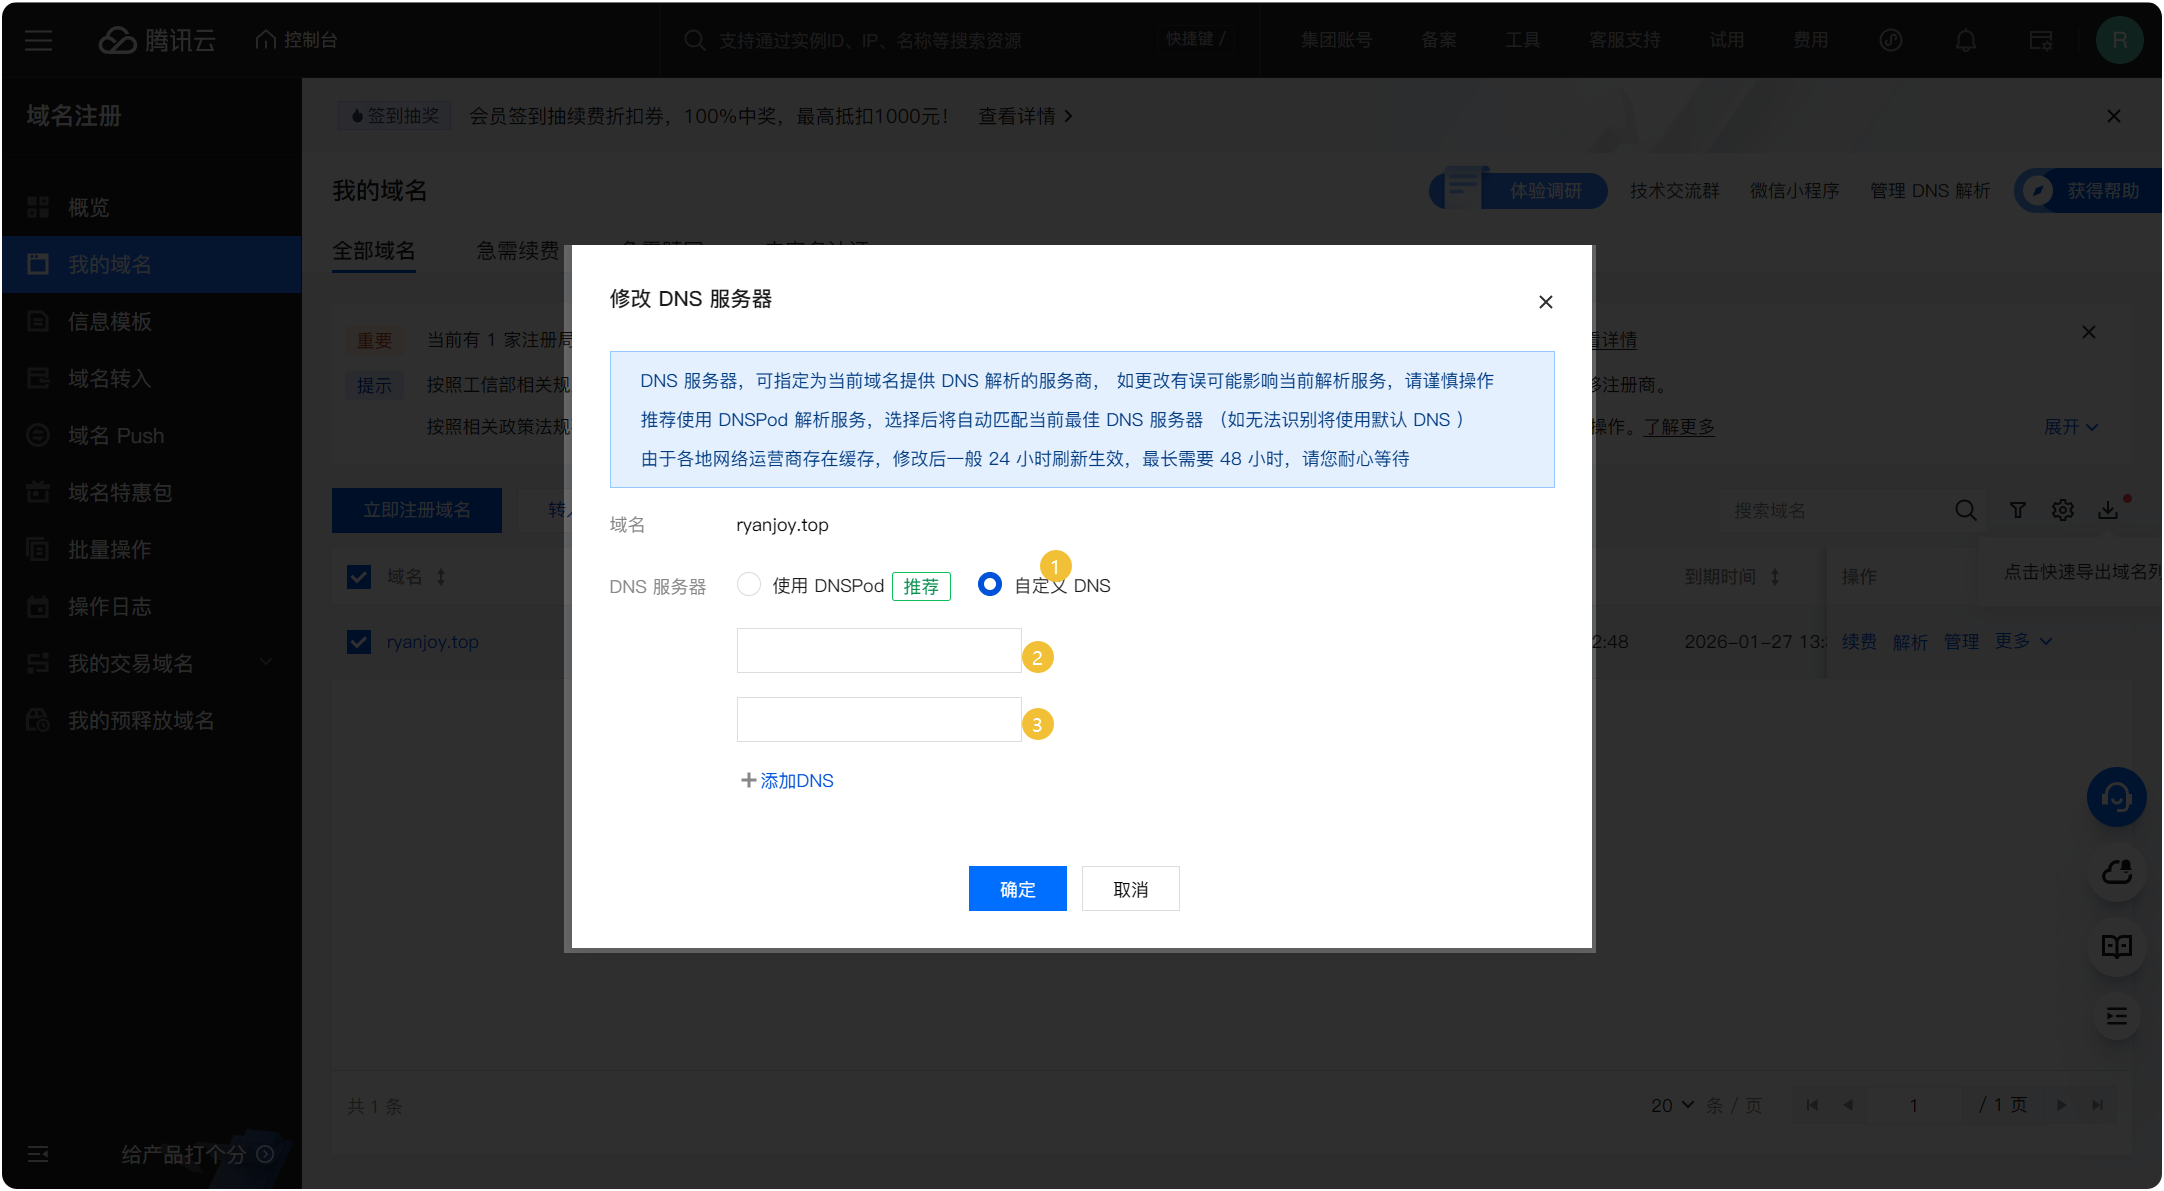 腾讯云
控制台
支持通过实例ID、IP、名称等搜索资源
快捷键 /
集团账号
备案
工具
客服支持
试用
费用
R
域名注册
概览
我的域名
信息模板
域名转入
域名 Push
域名特惠包
批量操作
操作日志
我的交易域名
我的预释放域名
给产品打个分
签到抽奖
会员签到抽续费折扣券，100%中奖，最高抵扣1000元！
查看详情
我的域名
体验调研
技术交流群
微信小程序
管理 DNS 解析
获得帮助
全部域名
急需续费
重要
当前有 1 家注册局
看详情
提示
按照工信部相关规
移注册商。
按照相关政策法规
操作。了解更多
展开
立即注册域名
转入
搜索域名
点击快速导出域名列
域名
到期时间
操作
ryanjoy.top
2:48
2026-01-27 13:
续费
解析
管理
更多
共 1 条
20
条 / 页
1
/ 1 页
修改 DNS 服务器
DNS 服务器，可指定为当前域名提供 DNS 解析的服务商， 如更改有误可能影响当前解析服务，请谨慎操作
推荐使用 DNSPod 解析服务，选择后将自动匹配当前最佳 DNS 服务器 （如无法识别将使用默认 DNS ）
由于各地网络运营商存在缓存，修改后一般 24 小时刷新生效，最长需要 48 小时，请您耐心等待
域名
ryanjoy.top
DNS 服务器
使用 DNSPod
推荐
自定义 DNS
1
2
3
添加DNS
确定
取消